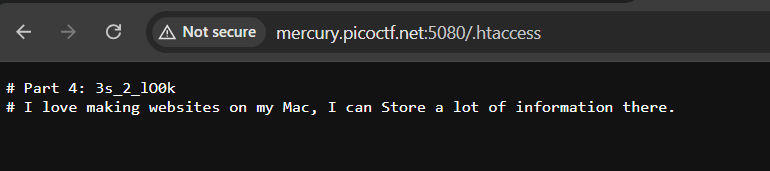 Not secure mercury.picoctf.net:5080/.htaccess
# Part 4: 3s_2_lO0k
# I love making websites on my Mac, I can Store a lot of information there.